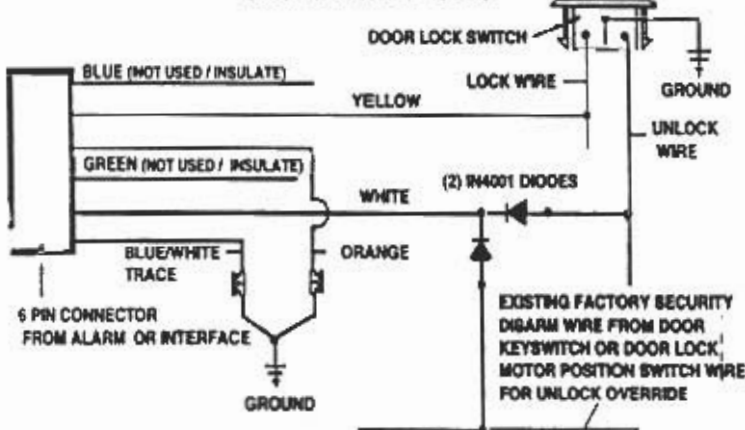 DOOR LOCK SWITCH
BLUE (NOT USED / INSULATE)
LOCK WIRE
GROUND
YELLOW
UNLOCK
WIRE
GREEN (NOT USED / INSULATE)
(2) IN4001 DIODES
WHITE
BLUE/WHITE
TRACE
ORANGE
6 PIN CONNECTOR
FROM ALARM OR INTERFACE
EXISTING FACTORY SECURITY
DISARM WIRE FROM DOOR
KEYSWITCH OR DOOR LOCK
MOTOR POSITION SWITCH WIRE
FOR UNLOCK OVERRIDE
GROUND